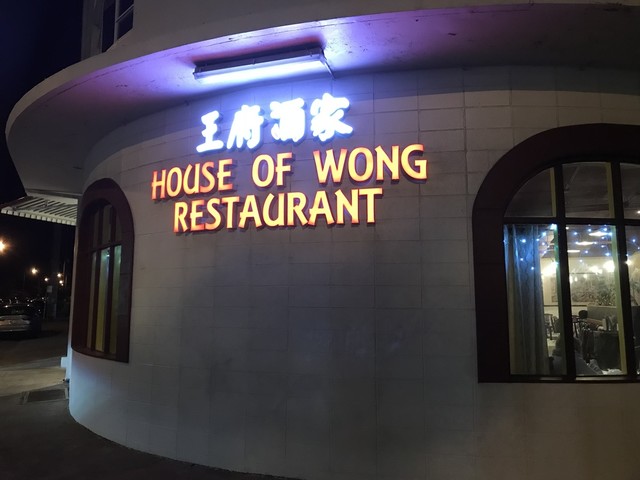 王府酒家
HOUSE OF WONG
RESTAURANT